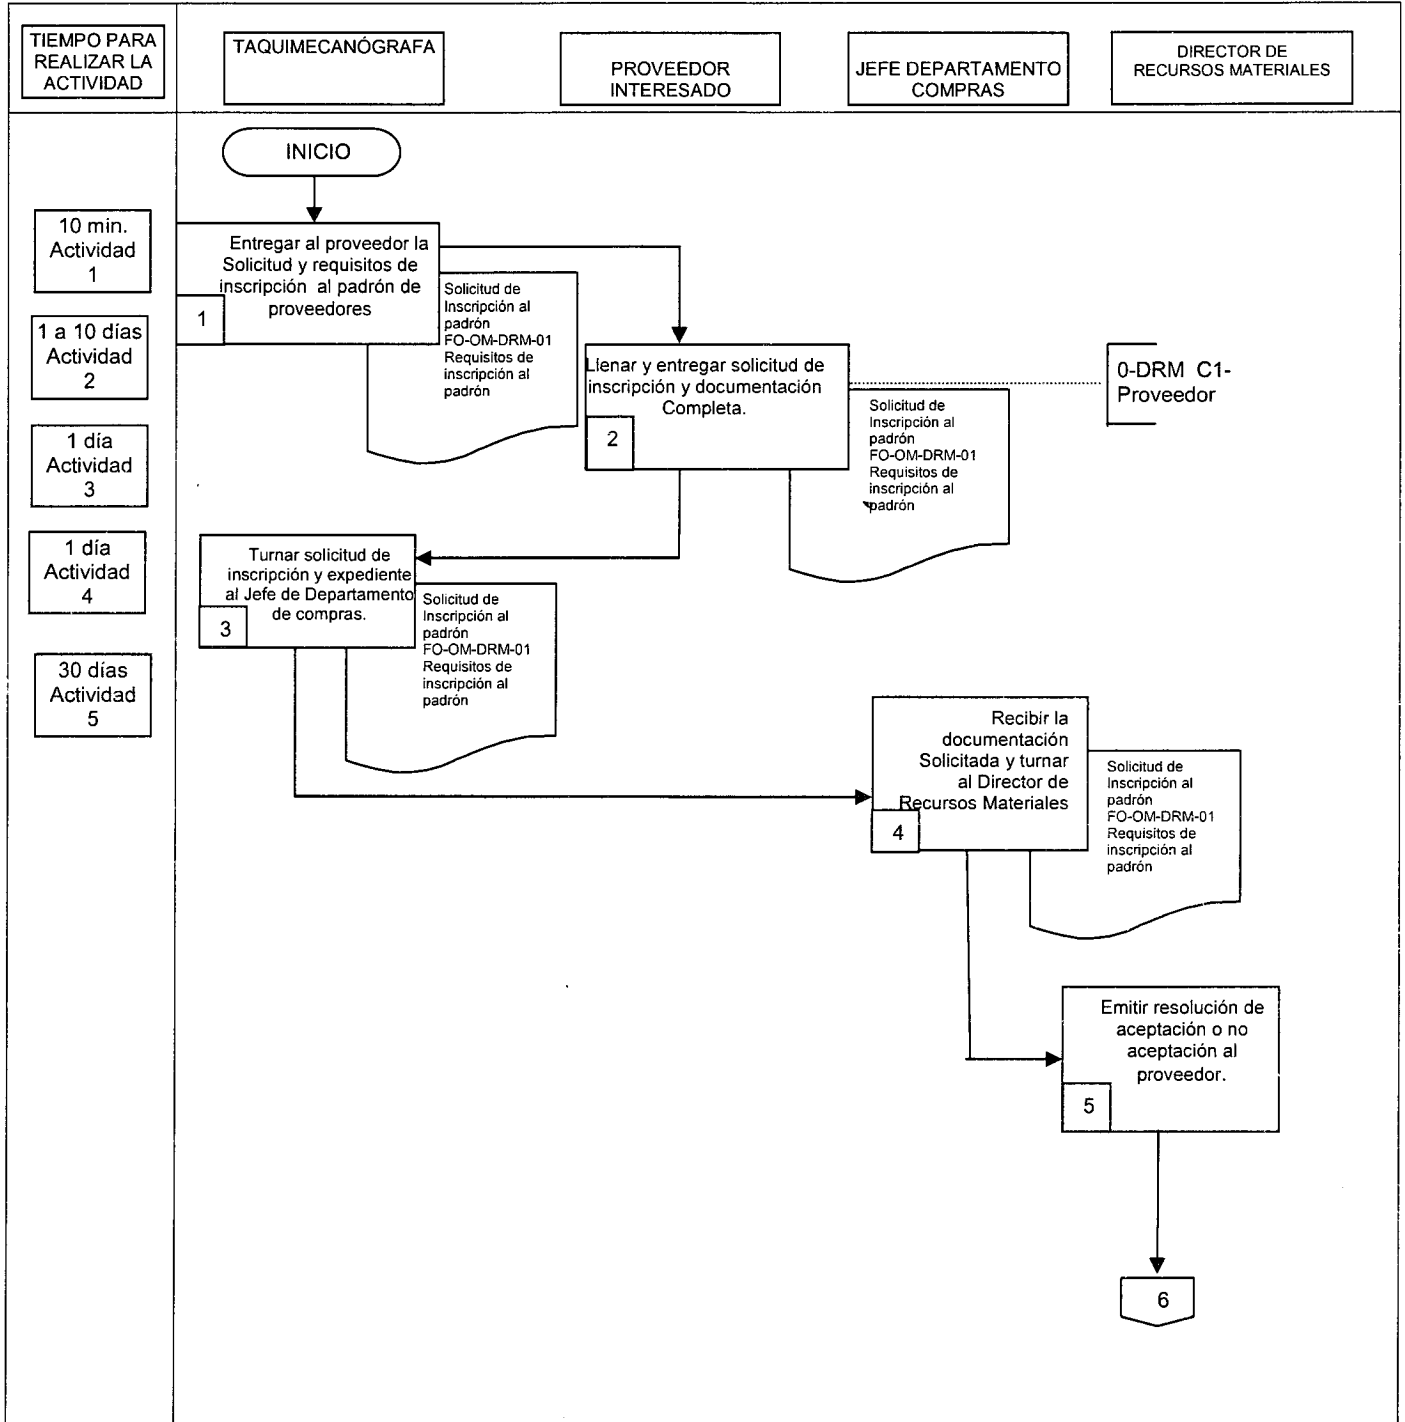 TIEMPO PARA
REALIZAR LA
ACTIVIDAD
TAQUIMECANÓGRAFA
PROVEEDOR
INTERESADO
JEFE DEPARTAMENTO
COMPRAS
DIRECTOR DE
RECURSOS MATERIALES
INICIO
10 min.
Actividad
1
Entregar al proveedor la
Solicitud y requisitos de
inscripción al padrón de
proveedores
1
Solicitud de
Inscripción al
padrón
FO-OM-DRM-01
Requisitos de
inscripción al
padrón
1 a 10 días
Actividad
2
Llenar y entregar solicitud de
inscripción y documentación
Completa.
2
Solicitud de
Inscripción al
padrón
FO-OM-DRM-01
Requisitos de
inscripción al
padrón
0-DRM C1-
Proveedor
1 día
Actividad
3
1 día
Actividad
4
Turnar solicitud de
inscripción y expediente
al Jefe de Departamento
de compras.
3
Solicitud de
Inscripción al
padrón
FO-OM-DRM-01
Requisitos de
inscripción al
padrón
30 días
Actividad
5
Recibir la
documentación
Solicitada y turnar
al Director de
Recursos Materiales
4
Solicitud de
Inscripción al
padrón
FO-OM-DRM-01
Requisitos de
inscripción al
padrón
Emitir resolución de
aceptación o no
aceptación al
proveedor.
5
6